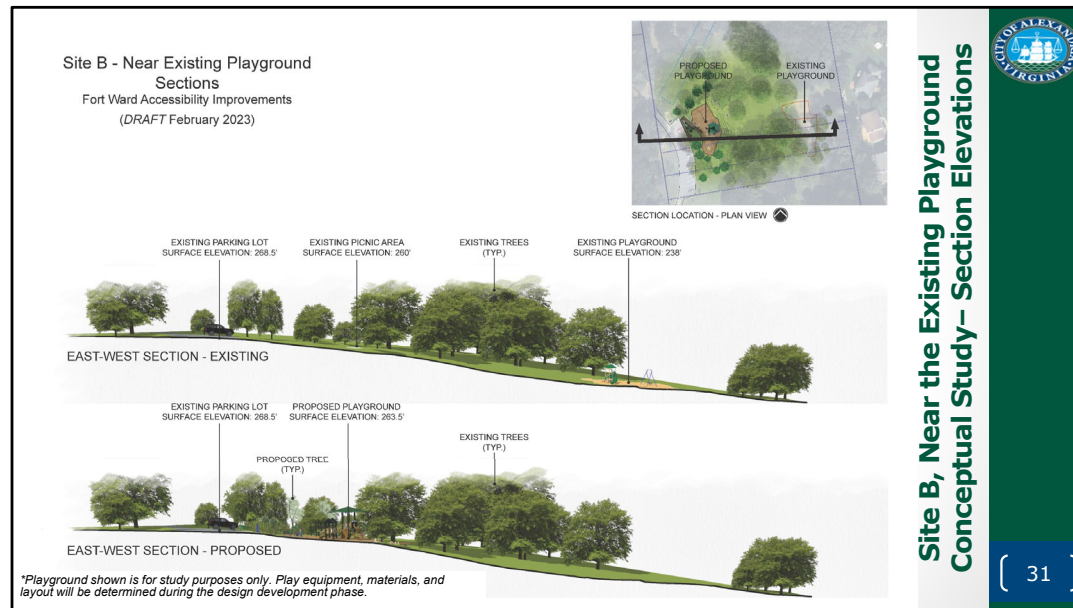 Site B - Near Existing Playground
Sections
Fort Ward Accessibility Improvements
(DRAFT February 2023)
PROPOSED
PLAYGROUND
EXISTING
PLAYGROUND
SECTION LOCATION - PLAN VIEW
EXISTING PARKING LOT
SURFACE ELEVATION: 268.5'
EXISTING PICNIC AREA
SURFACE ELEVATION: 260'
EXISTING TREES
(TYP.)
EXISTING PLAYGROUND
SURFACE ELEVATION: 238'
EAST-WEST SECTION - EXISTING
EXISTING PARKING LOT
SURFACE ELEVATION: 268.5'
PROPOSED PLAYGROUND
SURFACE ELEVATION: 263.5'
PROPOSED TREE
(TYP.)
EXISTING TREES
(TYP.)
EAST-WEST SECTION - PROPOSED
*Playground shown is for study purposes only. Play equipment, materials, and
layout will be determined during the design development phase.
Site B, Near the Existing Playground
Conceptual Study– Section Elevations
CITY OF ALEXANDRIA
VIRGINIA
31